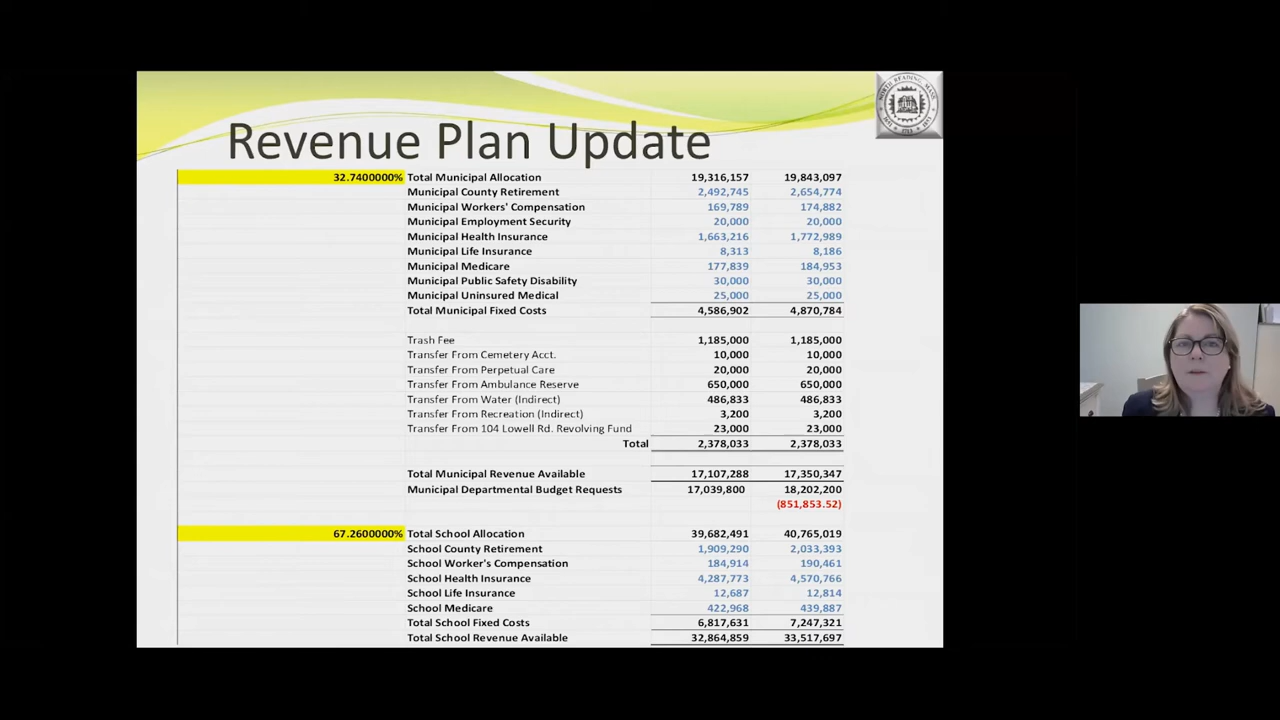 NORTH READING, MASS.
Revenue Plan Update
32.7400000% Total Municipal Allocation 19,316,157 19,843,097
Municipal County Retirement 2,492,745 2,654,774
Municipal Workers' Compensation 169,789 174,882
Municipal Employment Security 20,000 20,000
Municipal Health Insurance 1,663,216 1,772,989
Municipal Life Insurance 8,313 8,186
Municipal Medicare 177,839 184,953
Municipal Public Safety Disability 30,000 30,000
Municipal Uninsured Medical 25,000 25,000
Total Municipal Fixed Costs 4,586,902 4,870,784
Trash Fee 1,185,000 1,185,000
Transfer From Cemetery Acct. 10,000 10,000
Transfer From Perpetual Care 20,000 20,000
Transfer From Ambulance Reserve 650,000 650,000
Transfer From Water (Indirect) 486,833 486,833
Transfer From Recreation (Indirect) 3,200 3,200
Transfer From 104 Lowell Rd. Revolving Fund 23,000 23,000
Total 2,378,033 2,378,033
Total Municipal Revenue Available 17,107,288 17,350,347
Municipal Departmental Budget Requests 17,039,800 18,202,200
(851,853.52)
67.2600000% Total School Allocation 39,682,491 40,765,019
School County Retirement 1,909,290 2,033,393
School Worker's Compensation 184,914 190,461
School Health Insurance 4,287,773 4,570,766
School Life Insurance 12,687 12,814
School Medicare 422,968 439,887
Total School Fixed Costs 6,817,631 7,247,321
Total School Revenue Available 32,864,859 33,517,697